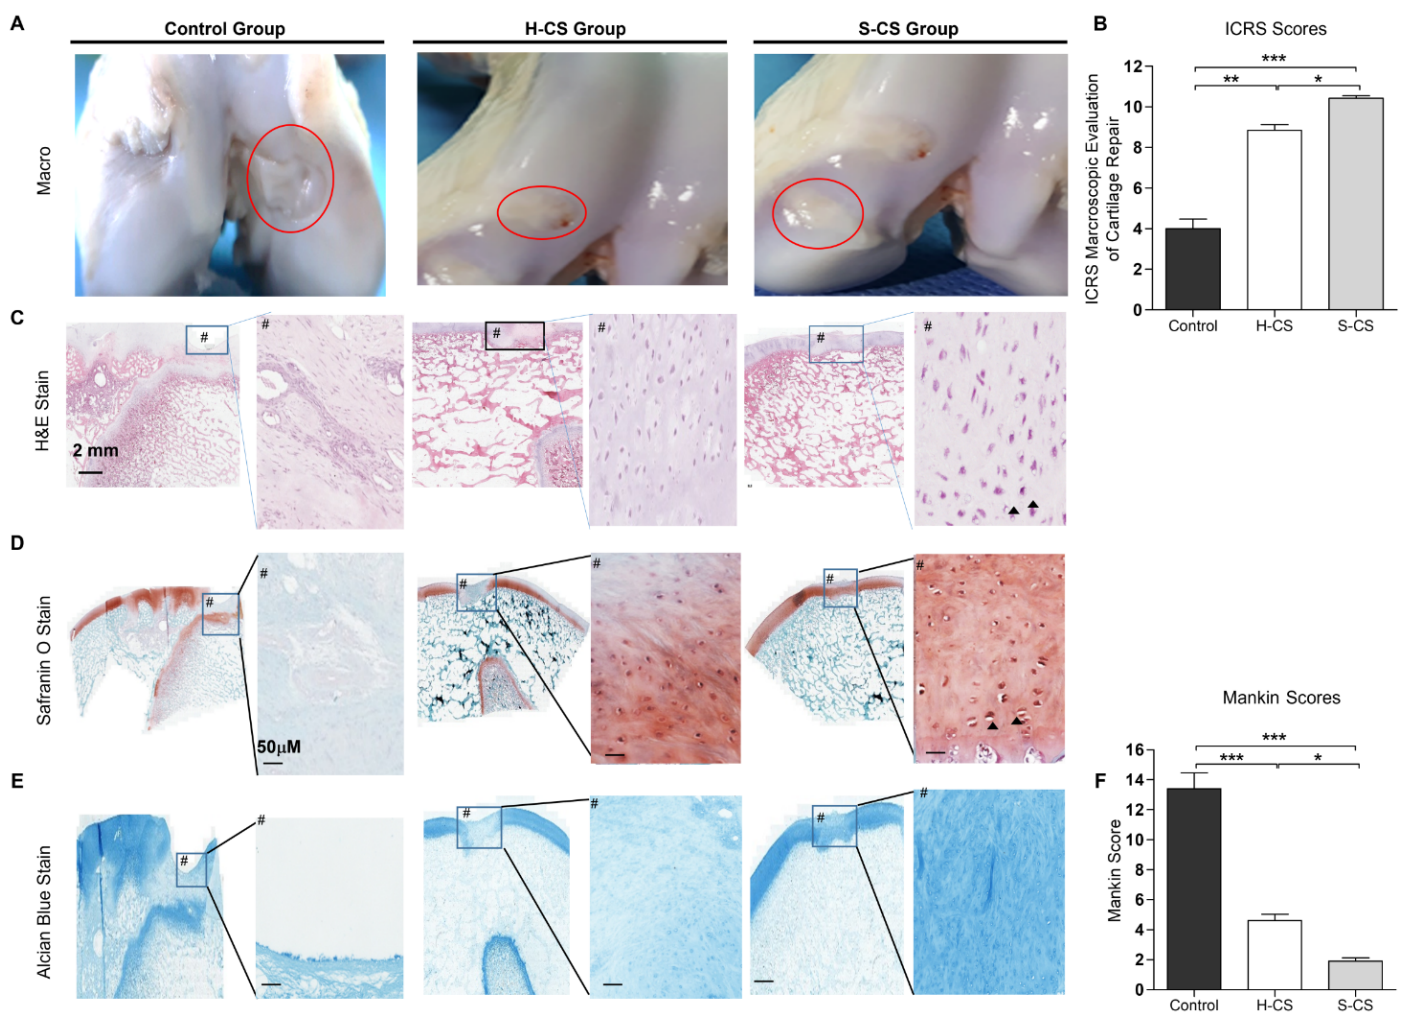 A
Control Group
H-CS Group
S-CS Group
Macro
B
ICRS Scores
ICRS Marcroscopic Evaluation
of Cartilage Repair
12
10
8
6
4
2
0
***
**
*
Control
H-CS
S-CS
C
H&E Stain
#
#
#
#
#
#
2 mm
D
Safranin O Stain
#
#
#
#
#
#
50µM
E
Alcian Blue Stain
#
#
#
#
#
#
F
Mankin Scores
Mankin Score
16
14
12
10
8
6
4
2
0
***
***
*
Control
H-CS
S-CS